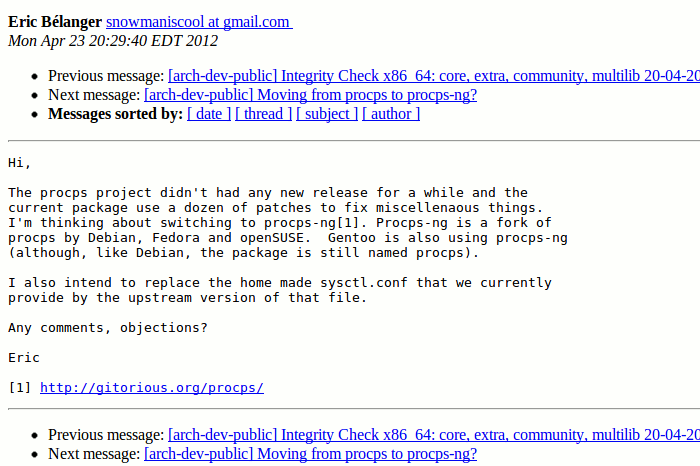 Eric Bélanger snowmaniscool at gmail.com
Mon Apr 23 20:29:40 EDT 2012
Previous message: [arch-dev-public] Integrity Check x86_64: core, extra, community, multilib 20-04-20
Next message: [arch-dev-public] Moving from procps to procps-ng?
Messages sorted by: [ date ] [ thread ] [ subject ] [ author ]
Hi,
The procps project didn't had any new release for a while and the
current package use a dozen of patches to fix miscellenaous things.
I'm thinking about switching to procps-ng[1]. Procps-ng is a fork of
procps by Debian, Fedora and openSUSE.  Gentoo is also using procps-ng
(although, like Debian, the package is still named procps).
I also intend to replace the home made sysctl.conf that we currently
provide by the upstream version of that file.
Any comments, objections?
Eric
[1] http://gitorious.org/procps/
Previous message: [arch-dev-public] Integrity Check x86_64: core, extra, community, multilib 20-04-20
Next message: [arch-dev-public] Moving from procps to procps-ng?